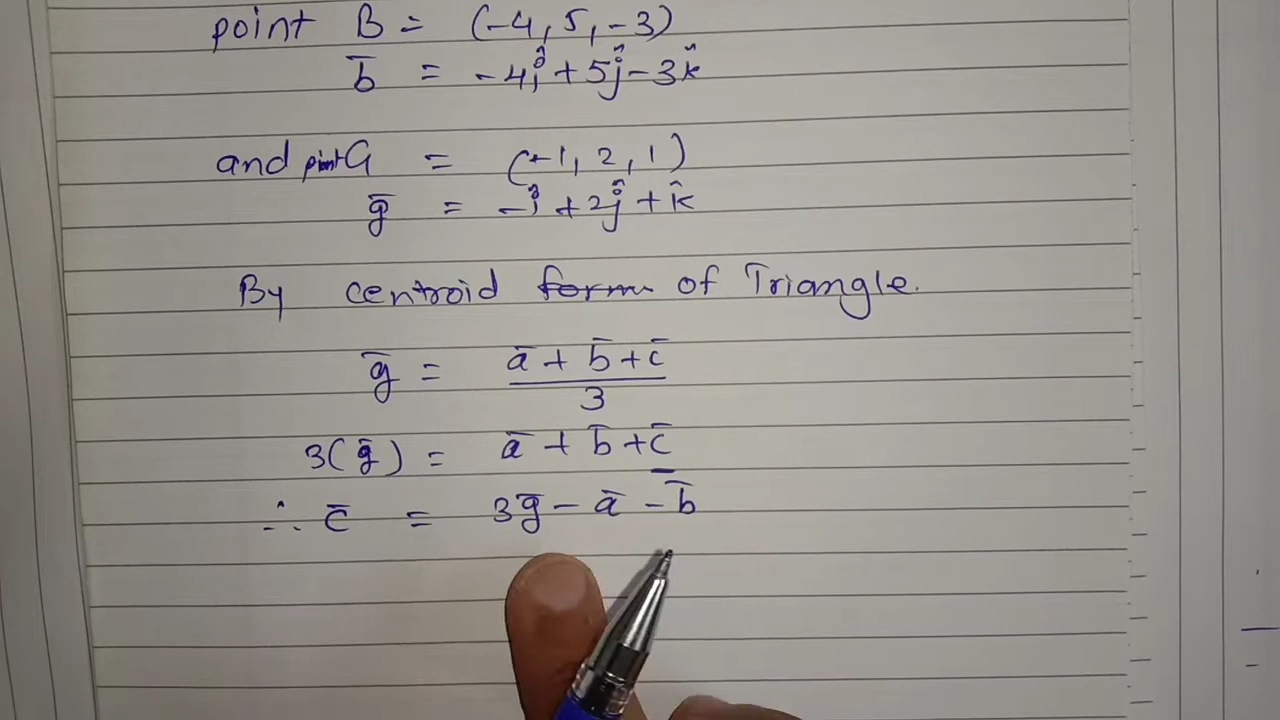 point B = (-4, 5, -3)
b̄ = -4î + 5ĵ - 3k̂
and point G = (-1, 2, 1)
ḡ = -î + 2ĵ + k̂
By centroid form of Triangle.
ḡ = ā + b̄ + c̄ / 3
3(ḡ) = ā + b̄ + c̄
∴ c̄ = 3ḡ - ā - b̄